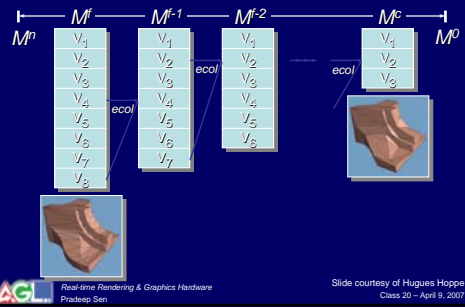 M^f M^f-1 M^f-2 M^c
M^n M^0
V1 V1 V1 V1
V2 V2 V2 V2
ecol ecol
V3 V3 V3 V3
V4 V4 V4
ecol
V5 V5 V5
V6 V6 V6
V7 V7
V8
AGL
Real-time Rendering & Graphics Hardware
Pradeep Sen
Slide courtesy of Hugues Hoppe
Class 20 – April 9, 2007